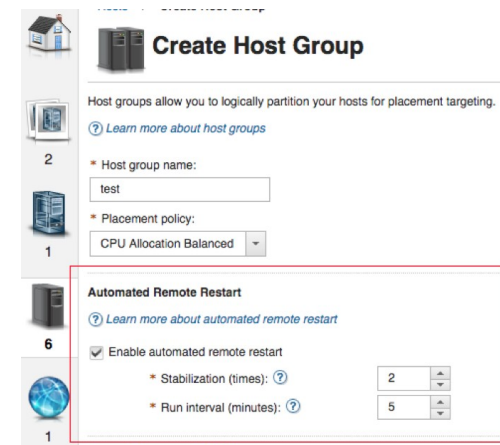 Create Host Group
Host groups allow you to logically partition your hosts for placement targeting.
? Learn more about host groups
2
* Host group name:
test
* Placement policy:
CPU Allocation Balanced
1
Automated Remote Restart
? Learn more about automated remote restart
6
Enable automated remote restart
* Stabilization (times): ? 2
* Run interval (minutes): ? 5
1